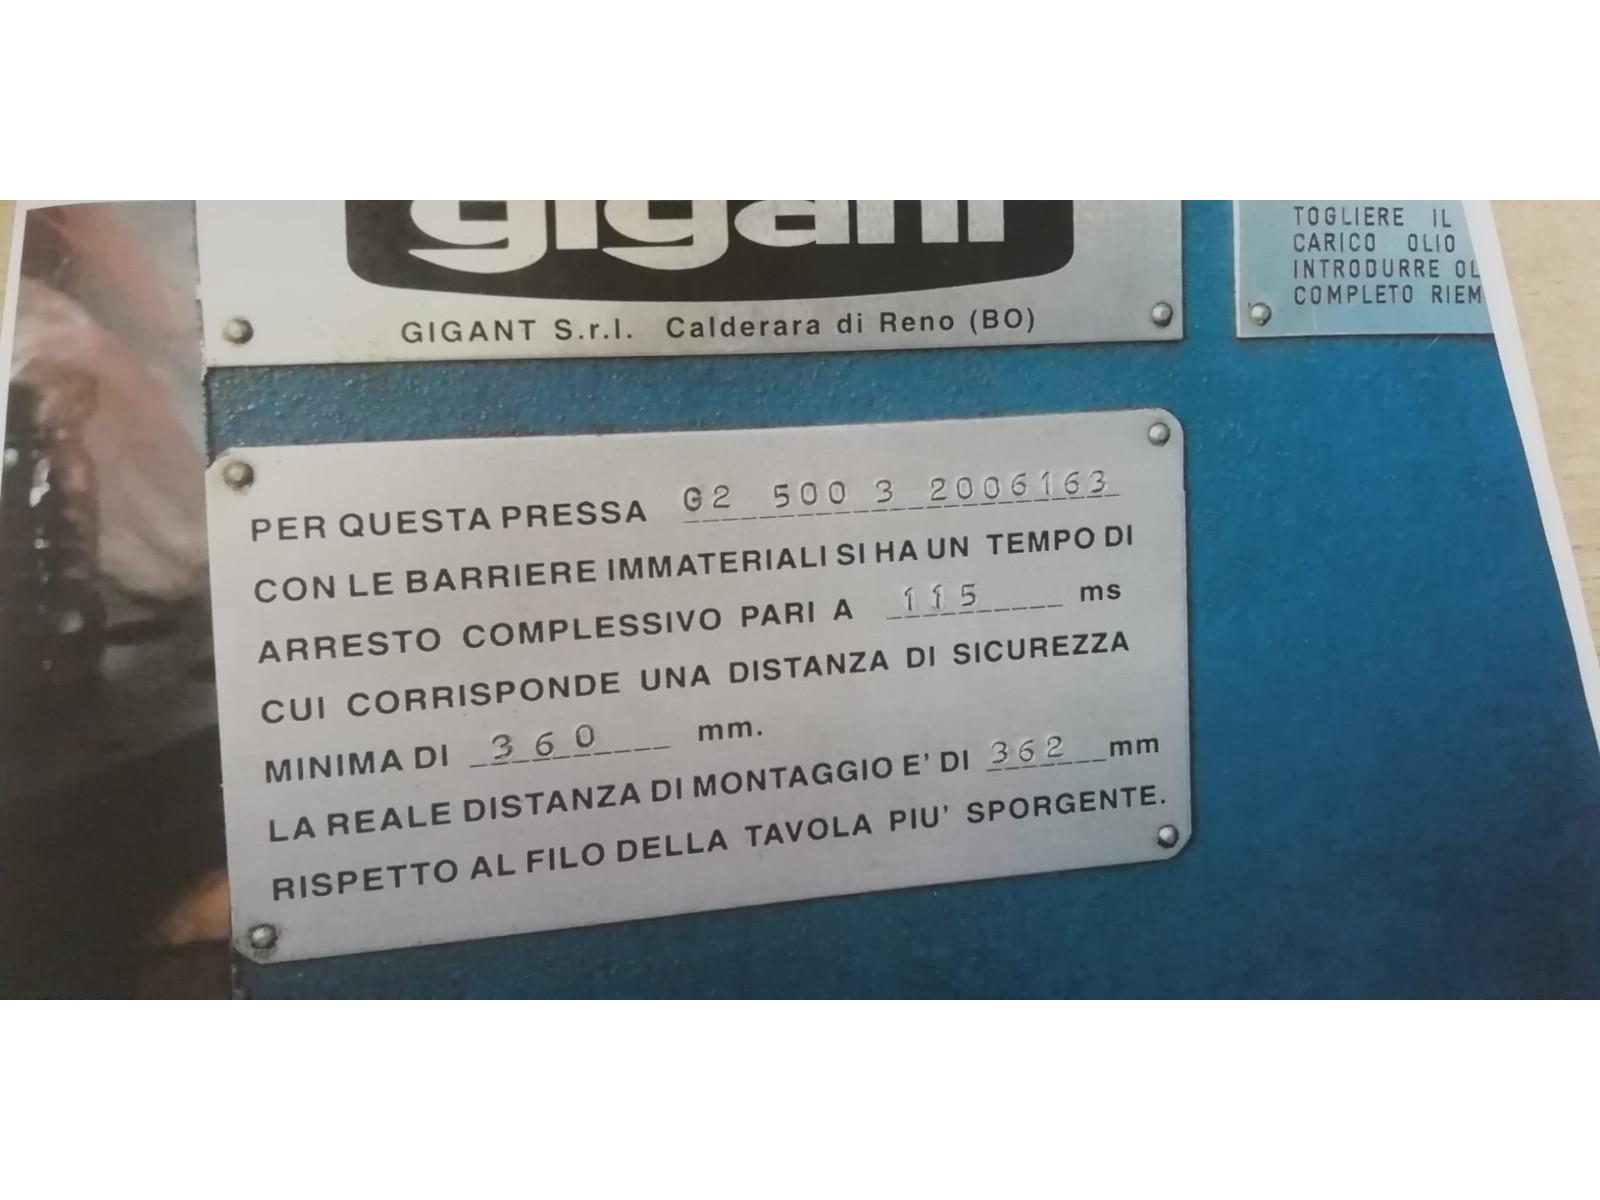 gigant
GIGANT S.r.l. Calderara di Reno (BO)
TOGLIERE IL
CARICO OLIO
INTRODURRE OL
COMPLETO RIEM
PER QUESTA PRESSA G2 500 3 2006163
CON LE BARRIERE IMMATERIALI SI HA UN TEMPO DI
ARRESTO COMPLESSIVO PARI A 115 ms
CUI CORRISPONDE UNA DISTANZA DI SICUREZZA
MINIMA DI 360 mm.
LA REALE DISTANZA DI MONTAGGIO E' DI 362 mm
RISPETTO AL FILO DELLA TAVOLA PIU' SPORGENTE.